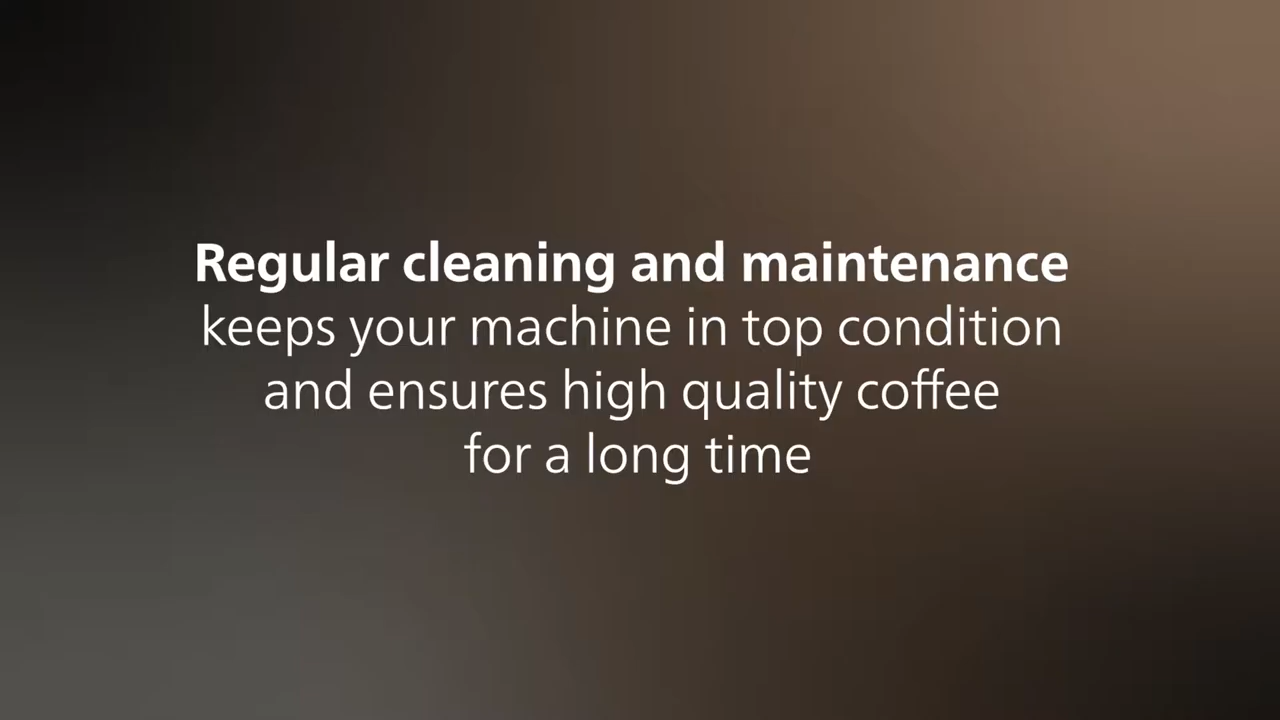 Regular cleaning and maintenance
keeps your machine in top condition
and ensures high quality coffee
for a long time